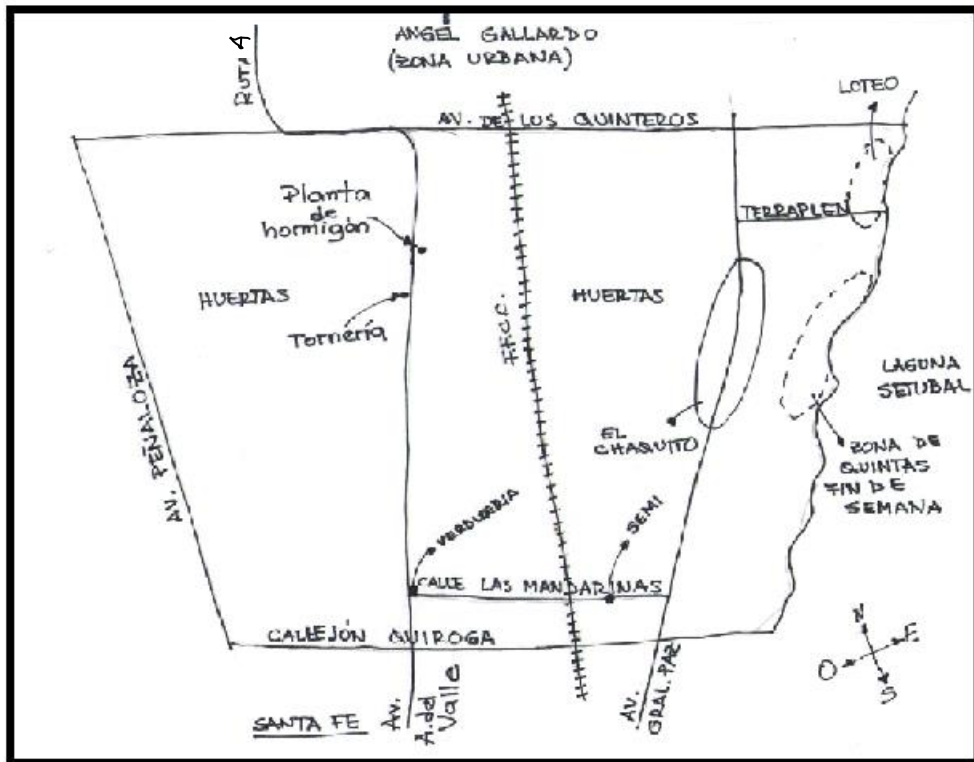 ANGEL GALLARDO
(ZONA URBANA)
RUTA 4
LOTEO
AV. DE LOS QUINTEROS
Planta
de
hormigón
TERRAPLEN
HUERTAS
HUERTAS
Tornería
F.F.C.C.
LAGUNA
SETUBAL
AV. PEÑALOZA
EL
CHAQUITO
ZONA DE
QUINTAS
FIN DE
SEMANA
VERDULERIA
SEMI
CALLE LAS MANDARINAS
CALLEJÓN QUIROGA
N
E
O
S
SANTA FE
Av.
A. del
Valle
AV.
GRAL. PAZ